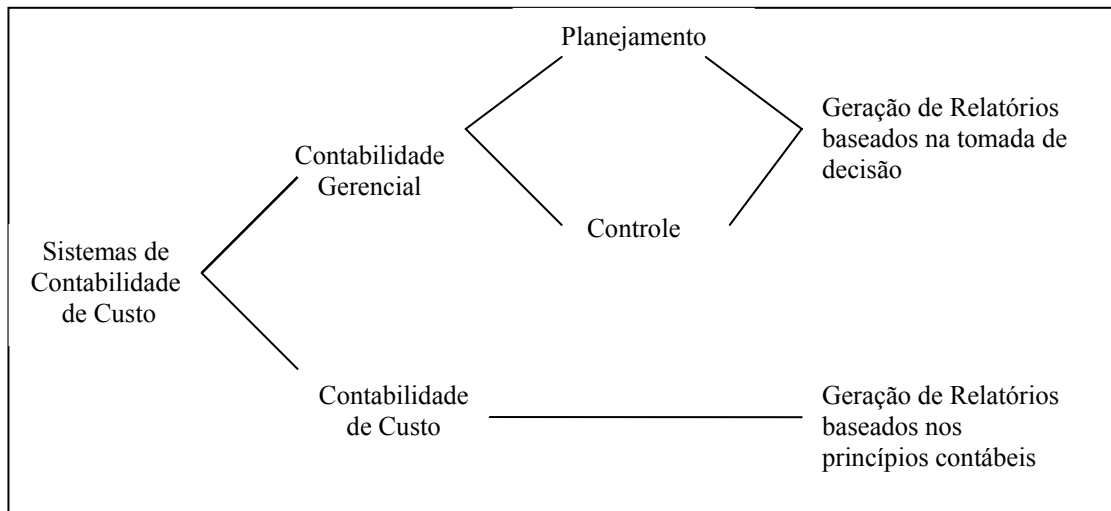 Planejamento
Geração de Relatórios
baseados na tomada de
decisão
Contabilidade
Gerencial
Controle
Sistemas de
Contabilidade
de Custo
Contabilidade
de Custo
Geração de Relatórios
baseados nos
princípios contábeis